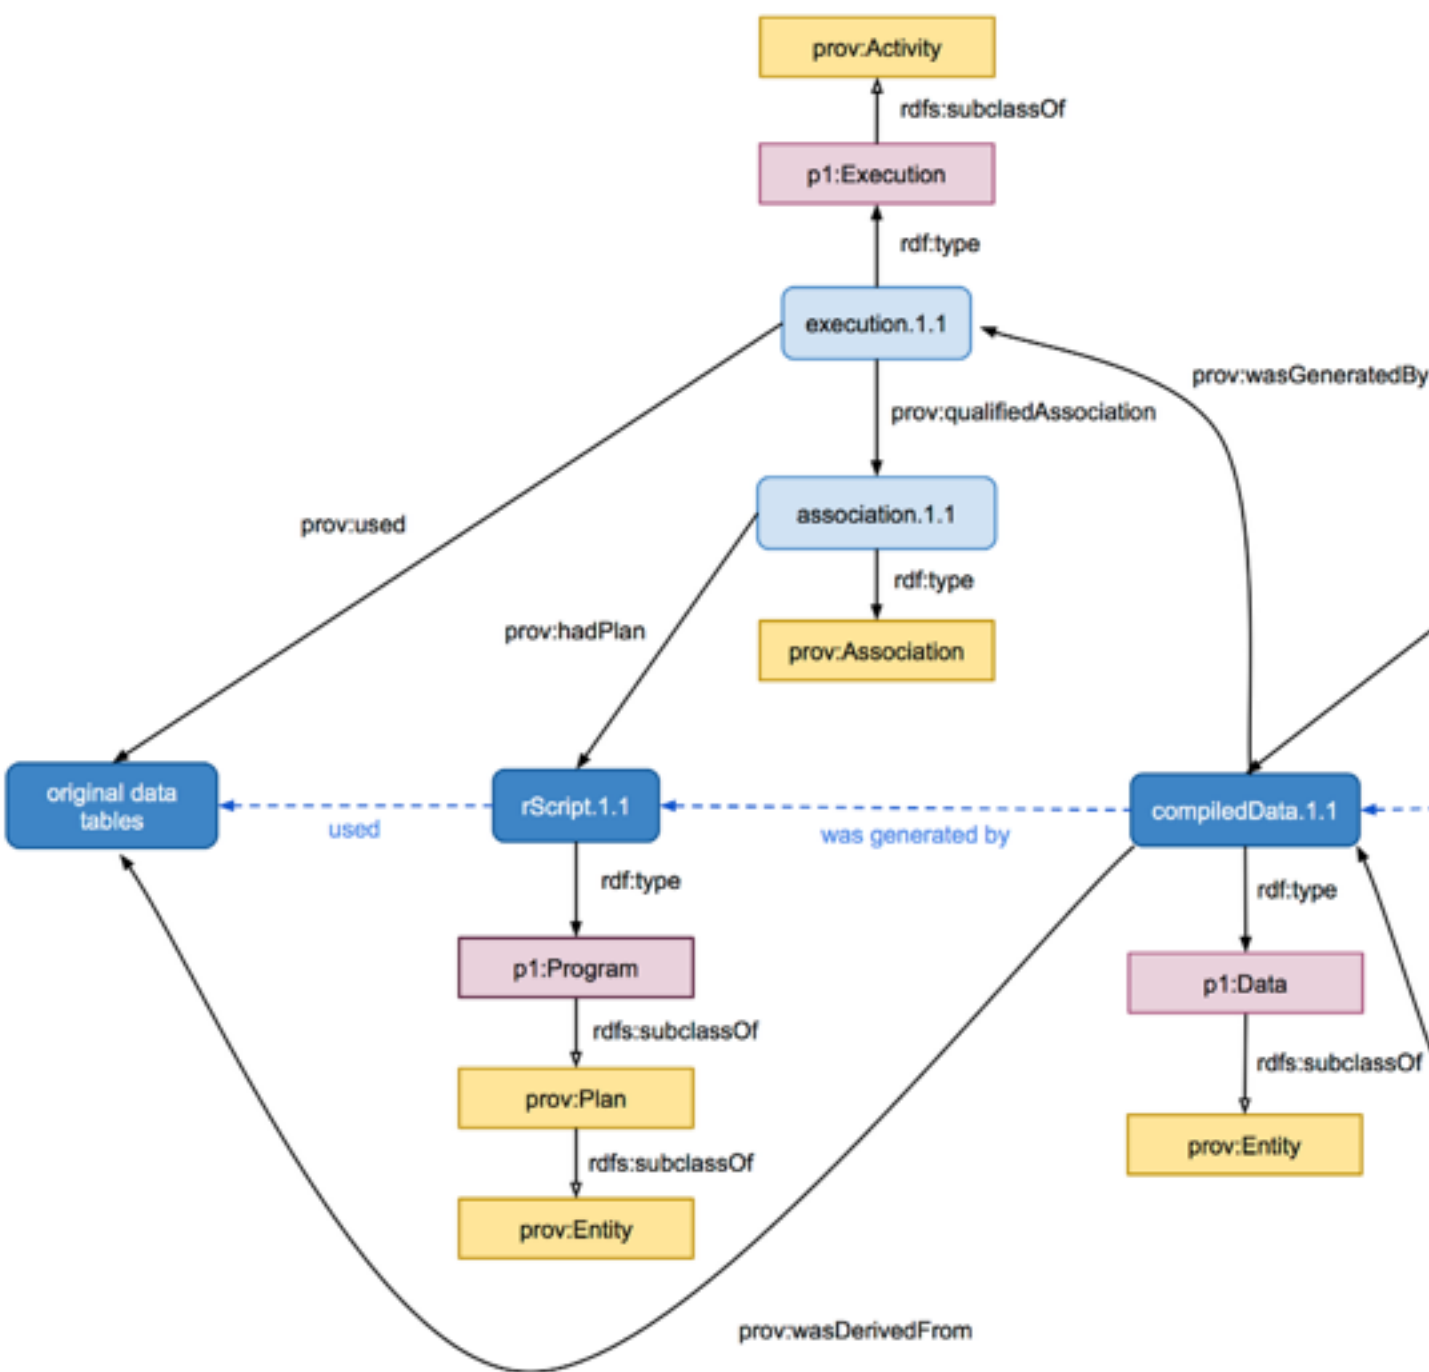 prov:Activity
rdfs:subclassOf
p1:Execution
rdf:type
execution.1.1
prov:wasGeneratedBy
prov:qualifiedAssociation
prov:used
association.1.1
rdf:type
prov:hadPlan
prov:Association
original data
tables
used
rScript.1.1
was generated by
compiledData.1.1
rdf:type
rdf:type
p1:Program
p1:Data
rdfs:subclassOf
rdfs:subclassOf
prov:Plan
prov:Entity
rdfs:subclassOf
prov:Entity
prov:wasDerivedFrom